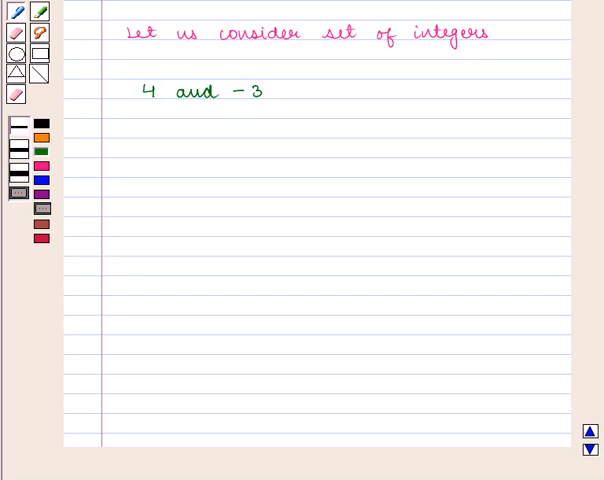 Let us consider set of integers
4 and - 3